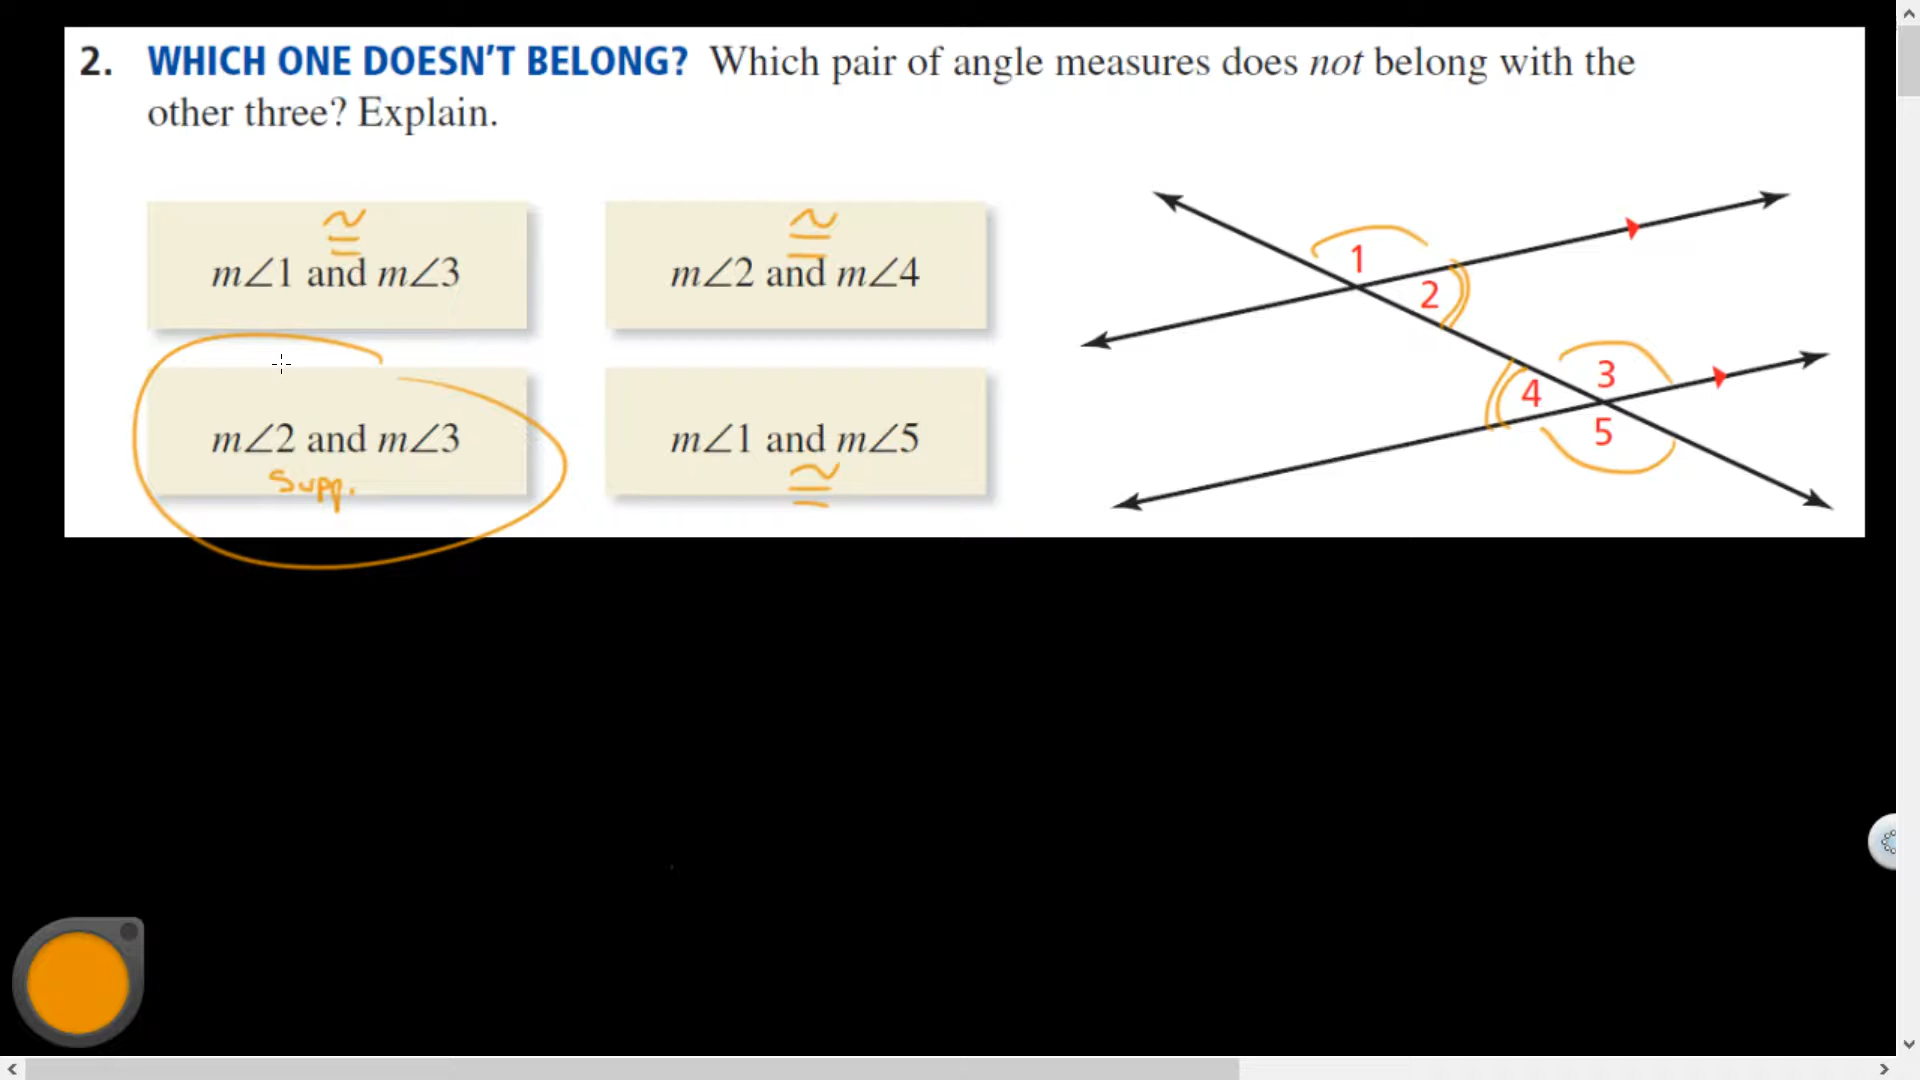 2. WHICH ONE DOESN'T BELONG? Which pair of angle measures does not belong with the
other three? Explain.
≅
m∠1 and m∠3
≅
m∠2 and m∠4
m∠2 and m∠3
Supp.
m∠1 and m∠5
≅
1
2
3
4
5